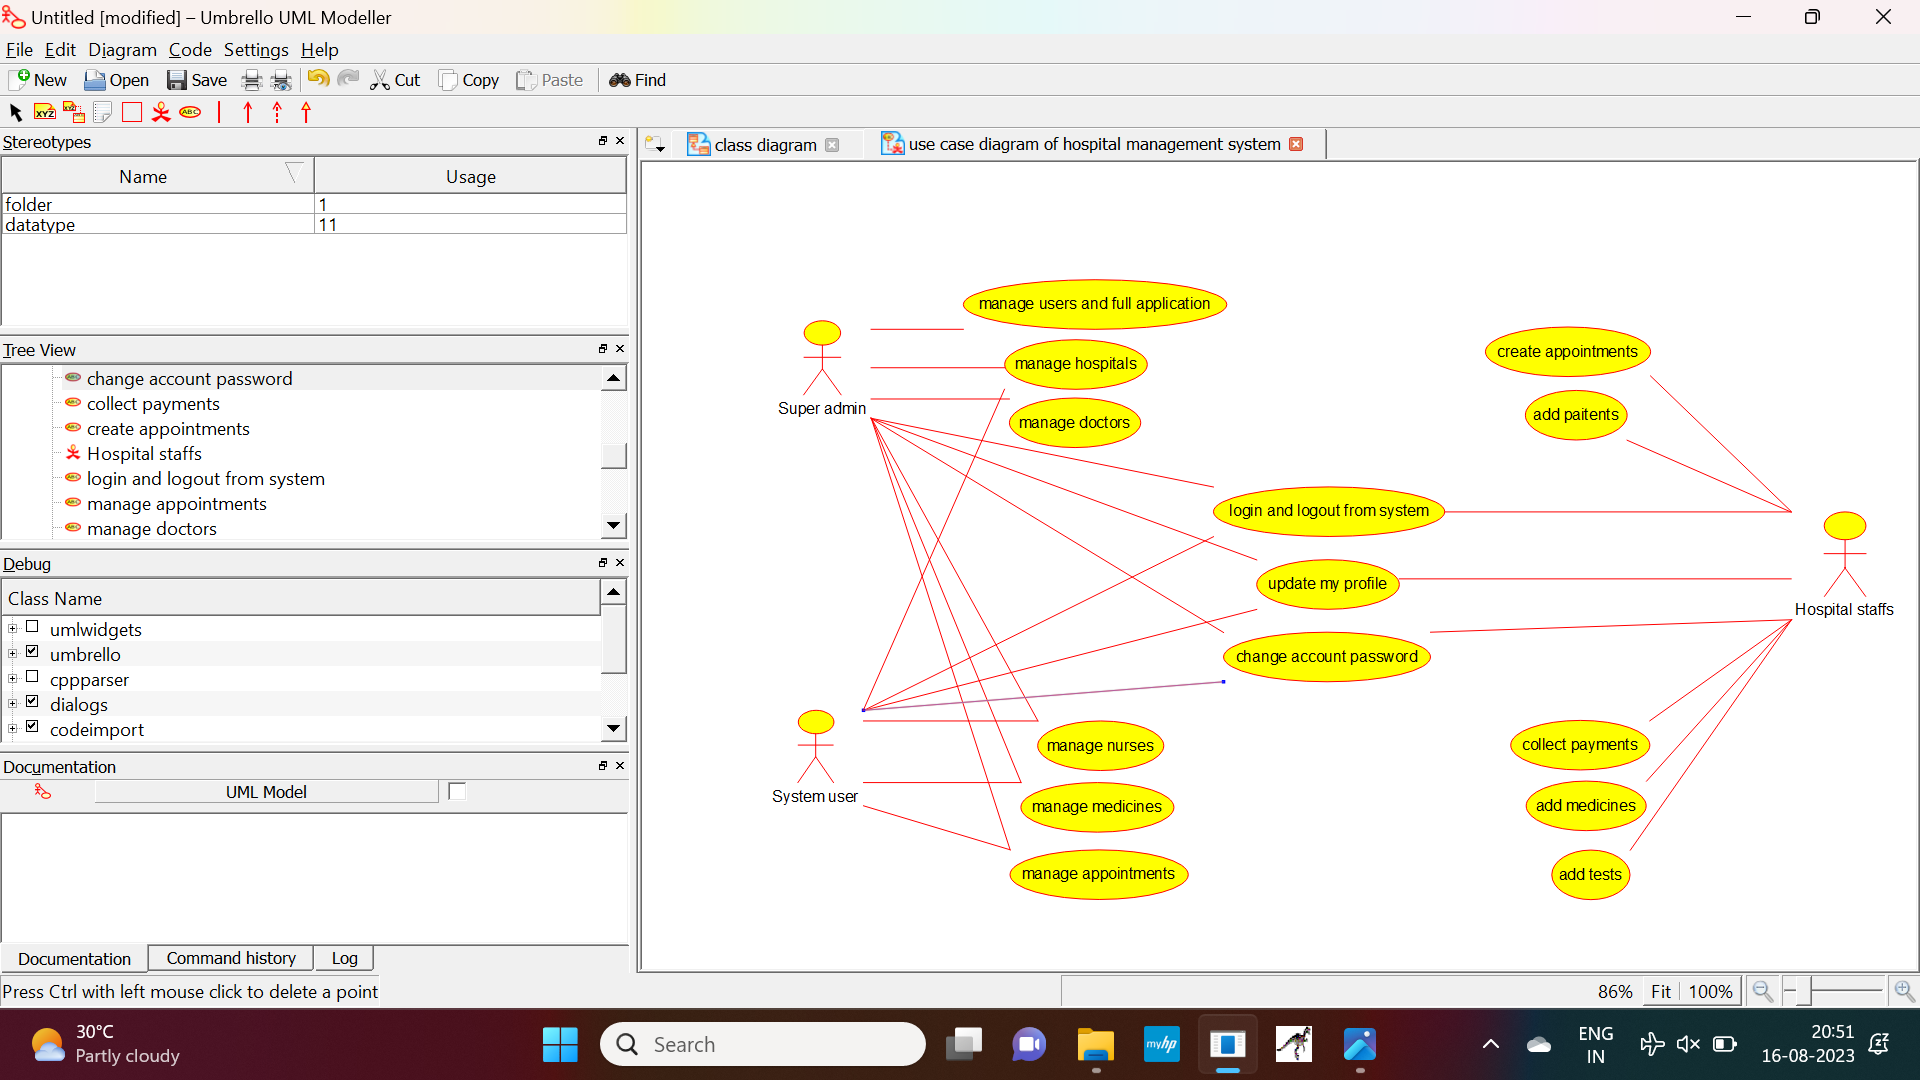 Untitled [modified] – Umbrello UML Modeller
File Edit Diagram Code Settings Help
New Open Save Cut Copy Paste Find
XYZ XYZ ABC
Stereotypes
Name Usage
folder 1
datatype 11
Tree View
change account password
collect payments
create appointments
Hospital staffs
login and logout from system
manage appointments
manage doctors
Debug
Class Name
umlwidgets
umbrello
cppparser
dialogs
codeimport
Documentation
UML Model
Documentation Command history Log
Press Ctrl with left mouse click to delete a point
class diagram
use case diagram of hospital management system
manage users and full application
manage hospitals
Super admin
manage doctors
create appointments
add paitents
login and logout from system
update my profile
Hospital staffs
change account password
manage nurses
System user
manage medicines
manage appointments
collect payments
add medicines
add tests
86% Fit 100%
30°C
Partly cloudy
Search
myhp
ENG
IN
20:51
16-08-2023